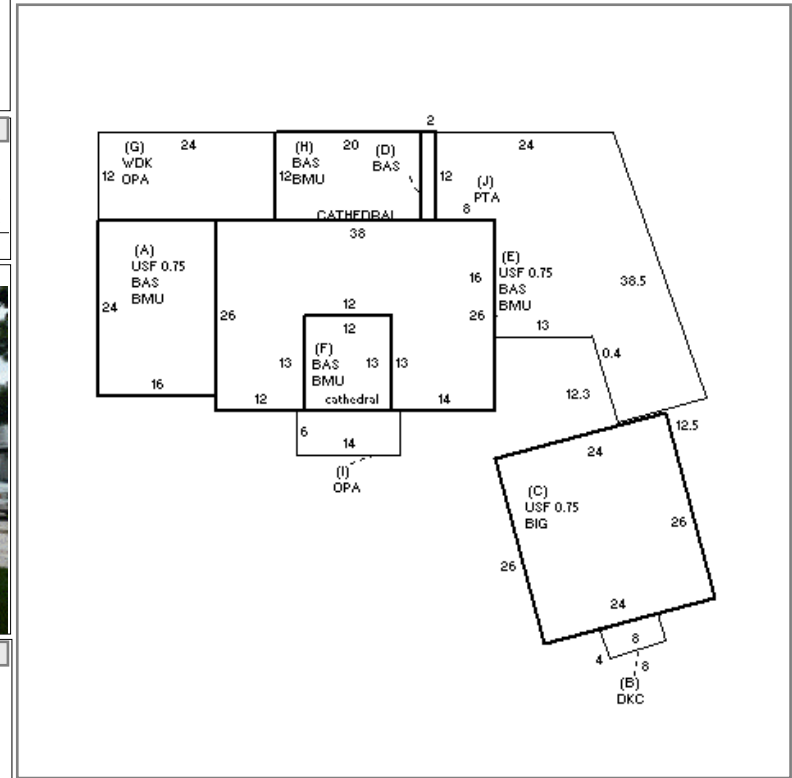 2
(G)
WDK
OPA
24
12
(H)
BAS
BMU
20
12
(D)
BAS
12
24
(J)
PTA
8
CATHEDRAL
38
(A)
USF 0.75
BAS
BMU
24
16
26
16
26
(E)
USF 0.75
BAS
BMU
38.5
12
12
13
(F)
BAS
BMU
13
13
cathedral
12
14
13
0.4
12.3
12.5
6
14
(I)
OPA
24
(C)
USF 0.75
BIG
26
26
24
8
4
8
(B)
DKC